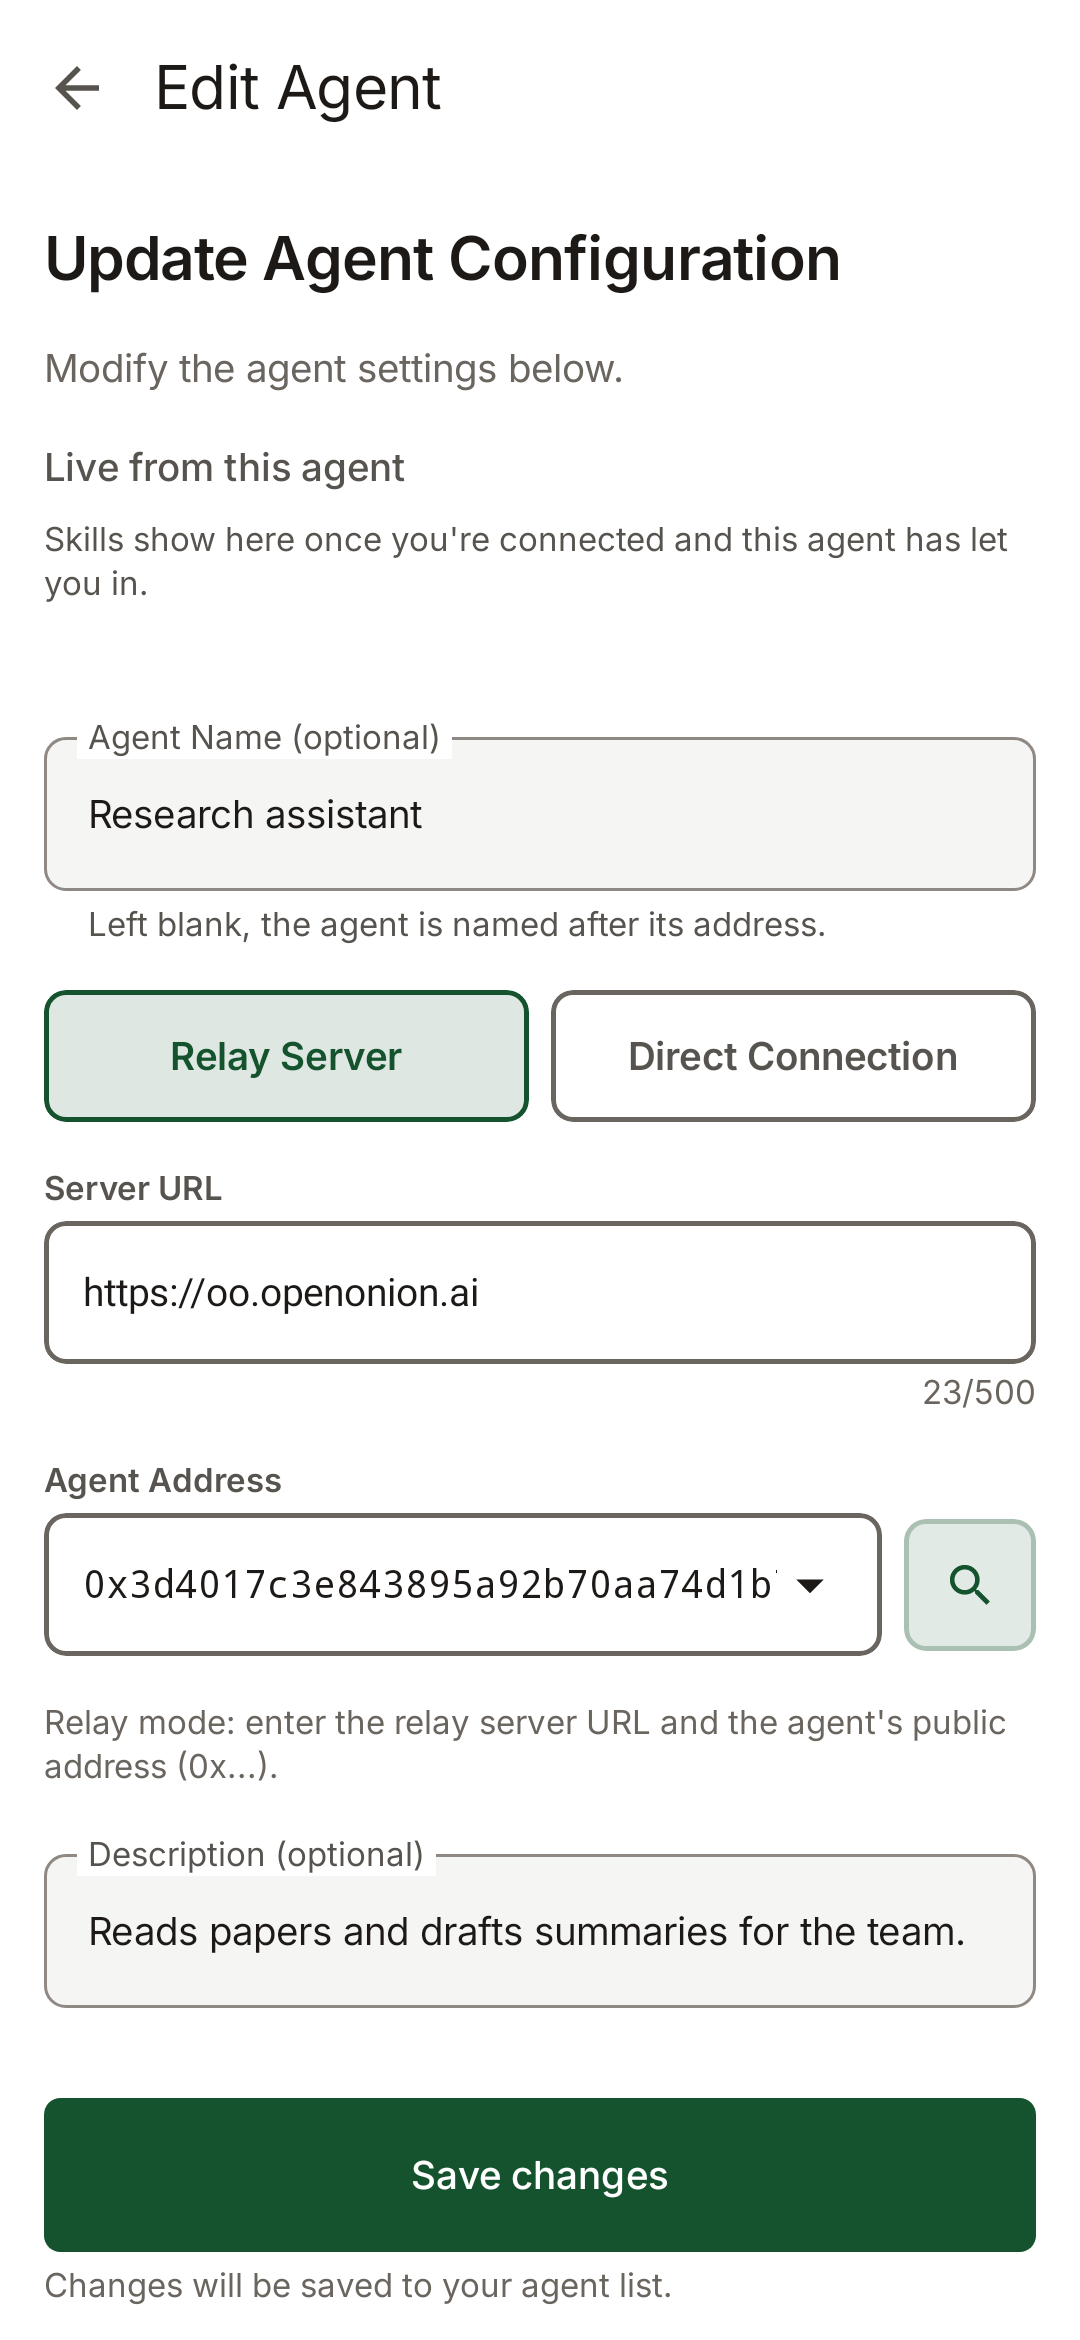 Edit Agent
Update Agent Configuration
Modify the agent settings below.
Live from this agent
Skills show here once you're connected and this agent has let
you in.
Agent Name (optional)
Research assistant
Left blank, the agent is named after its address.
Relay Server
Direct Connection
Server URL
https://oo.openonion.ai
23/500
Agent Address
0x3d4017c3e843895a92b70aa74d1b
Relay mode: enter the relay server URL and the agent's public
address (0x...).
Description (optional)
Reads papers and drafts summaries for the team.
Save changes
Changes will be saved to your agent list.